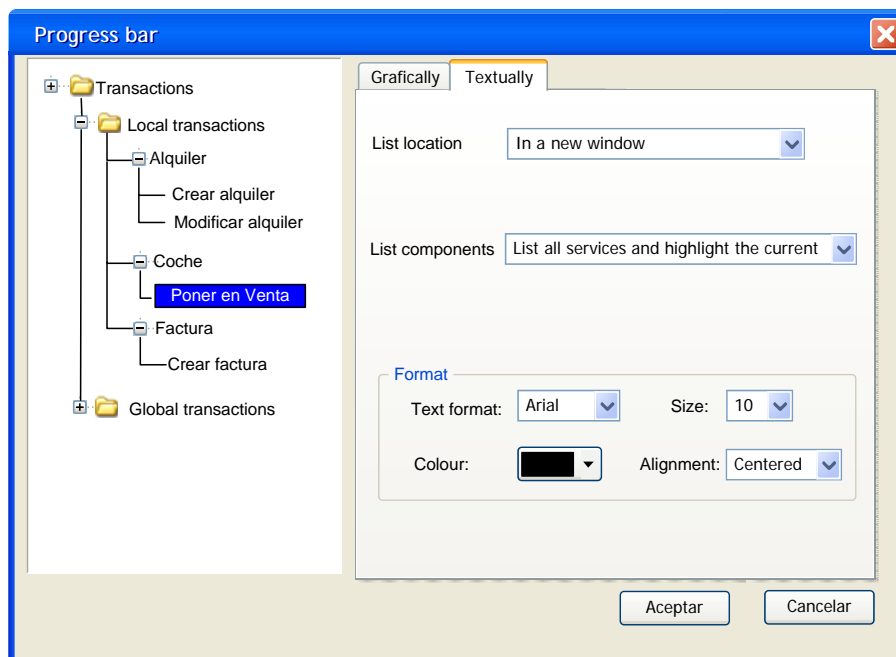 Progress bar
Transactions
Local transactions
Alquiler
Crear alquiler
Modificar alquiler
Coche
Poner en Venta
Factura
Crear factura
Global transactions
Grafically Textually
List location In a new window
List components List all services and highlight the current
Format
Text format: Arial Size: 10
Colour: Alignment: Centered
Aceptar Cancelar